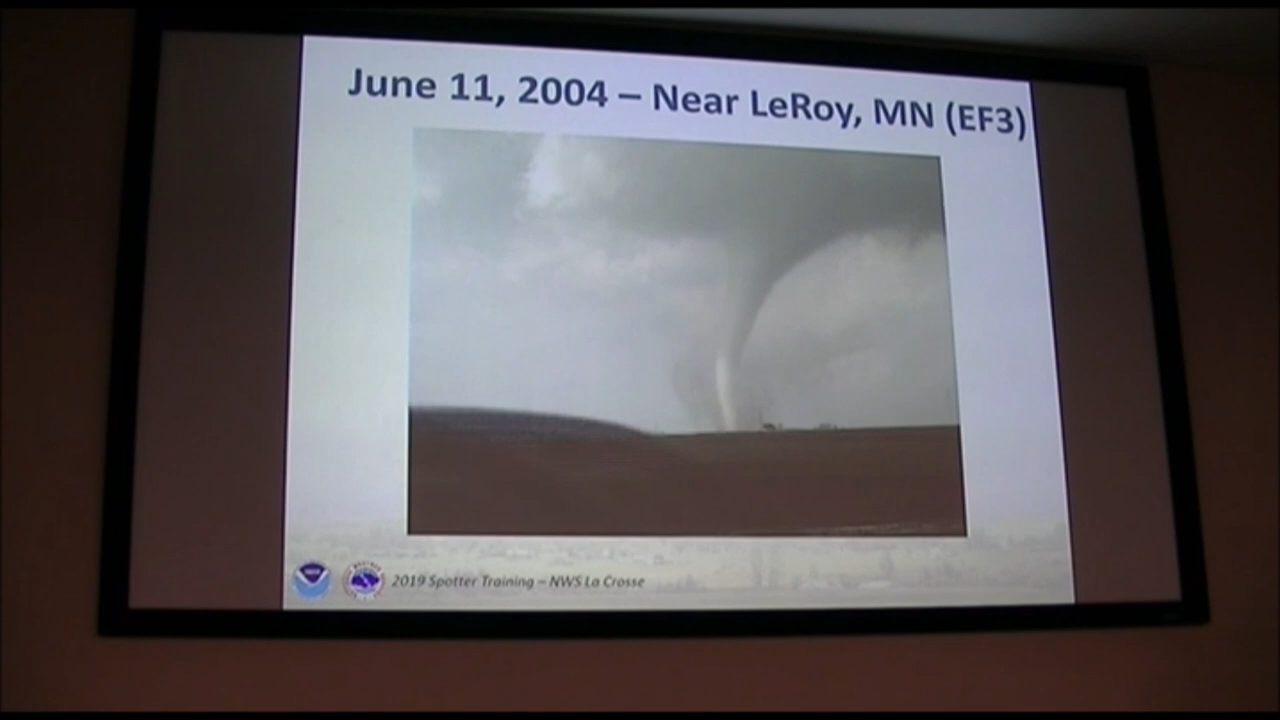 June 11, 2004 – Near LeRoy, MN (EF3)
2019 Spotter Training – NWS La Crosse